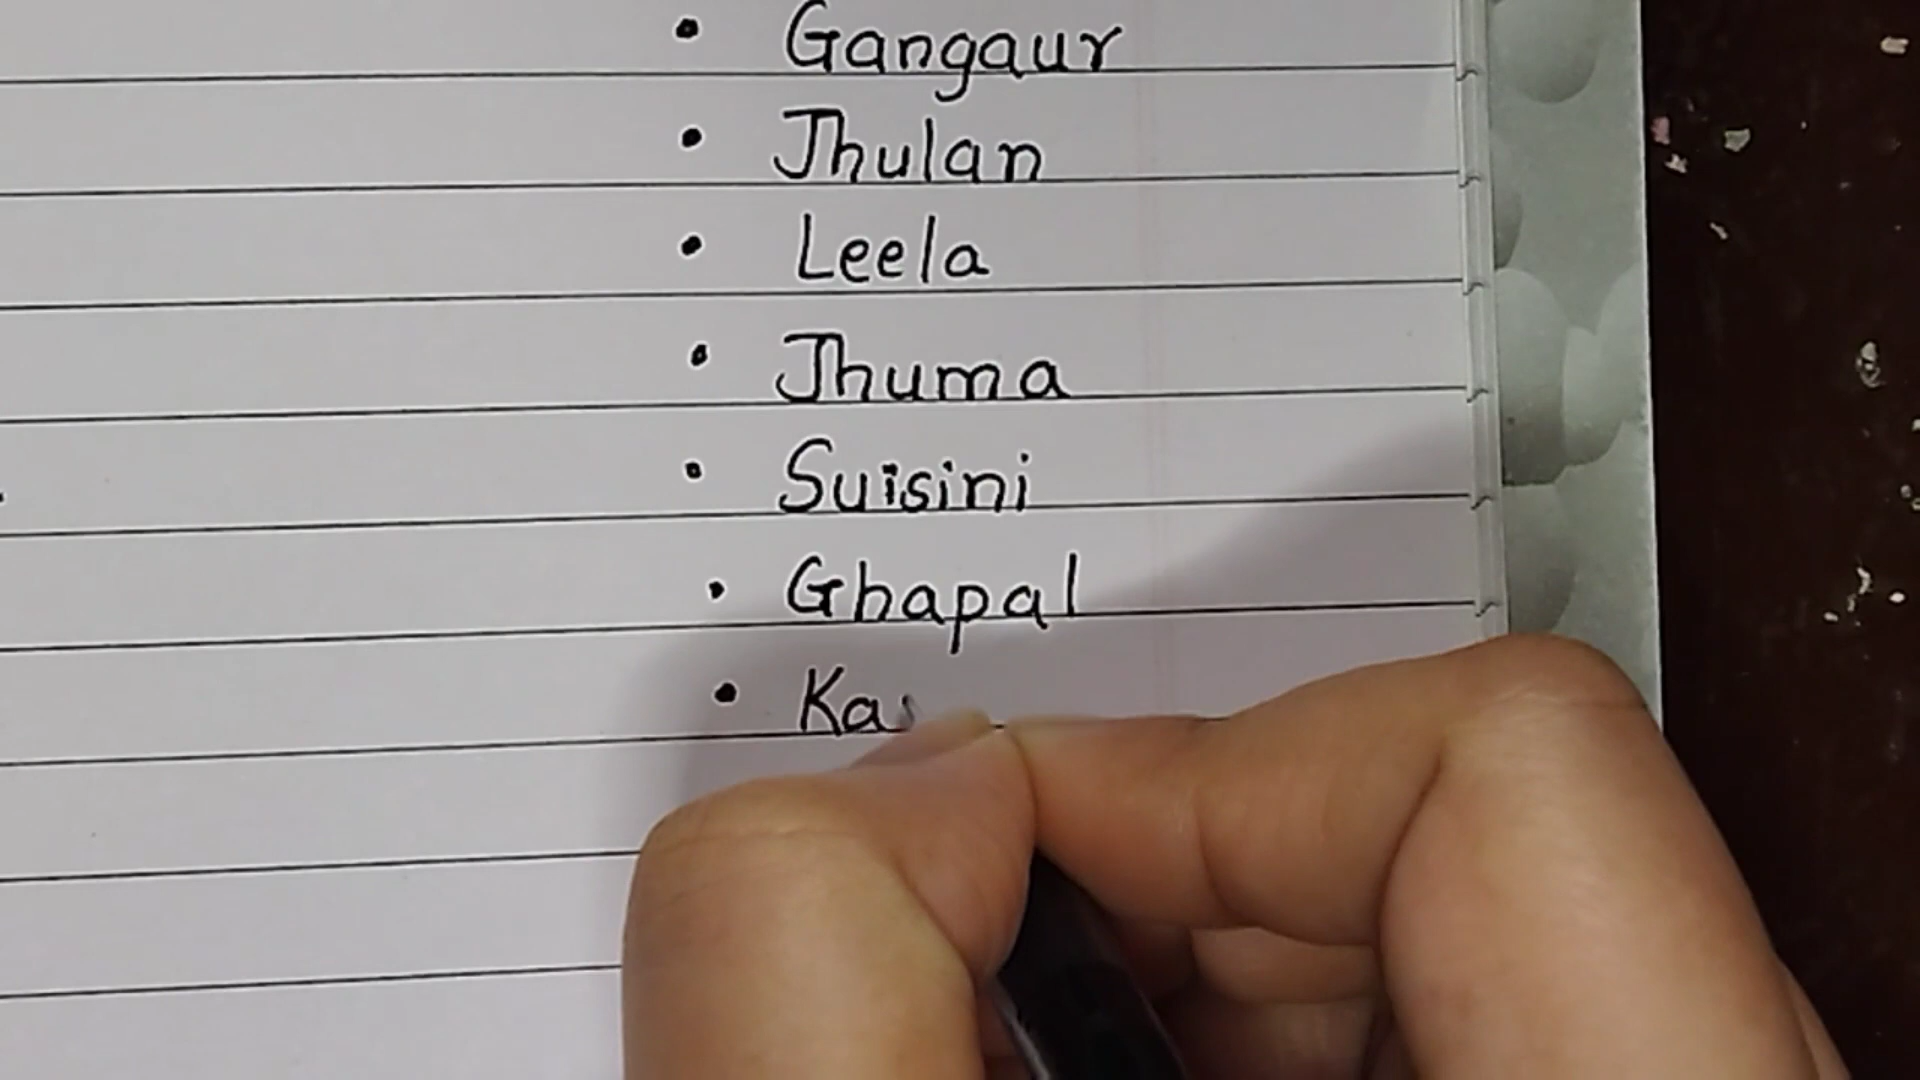 • Gangaur
• Jhulan
• Leela
• Jhuma
• Suisini
• Ghapal